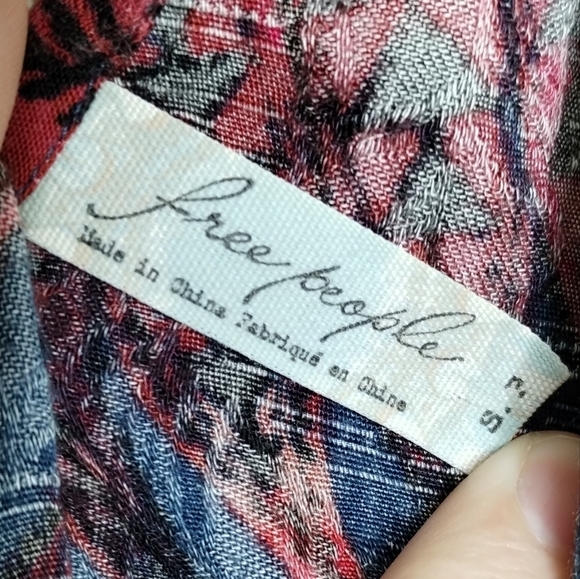 free people
Made in China Fabriqué en Chine
S.P.